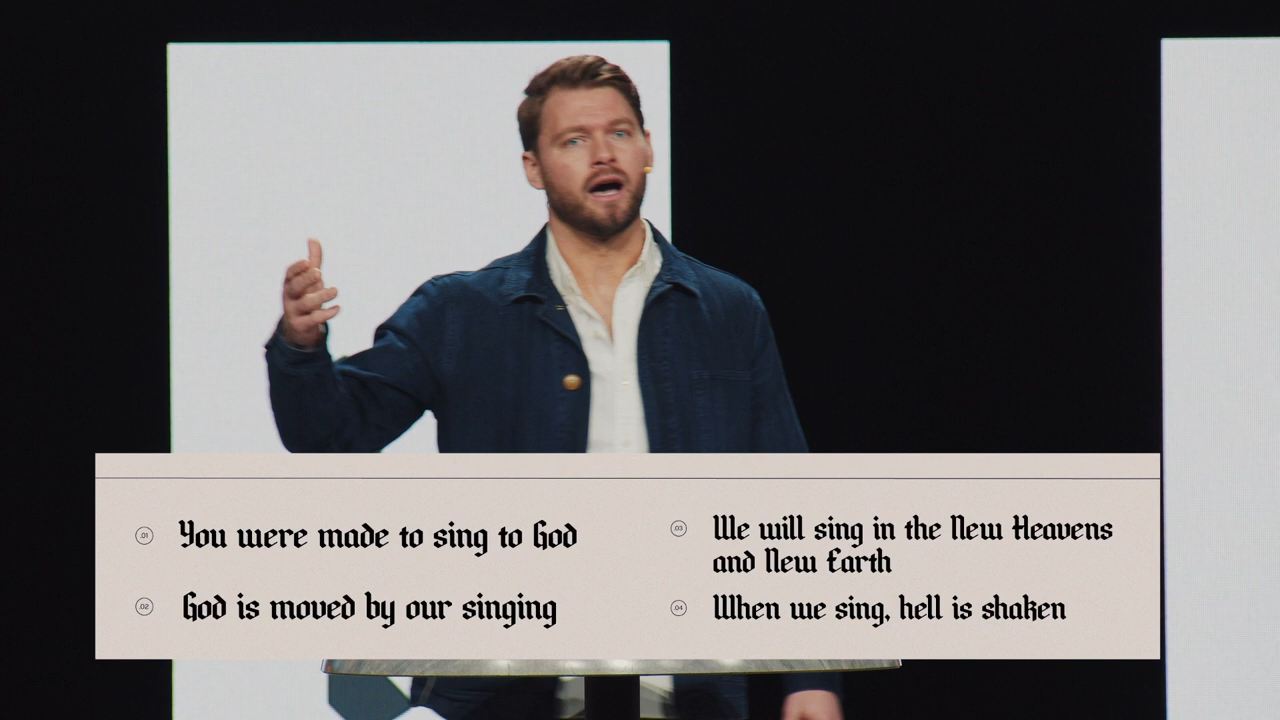 .01 You were made to sing to God
.02 God is moved by our singing
.03 We will sing in the New Heavens
and New Earth
.04 When we sing, hell is shaken